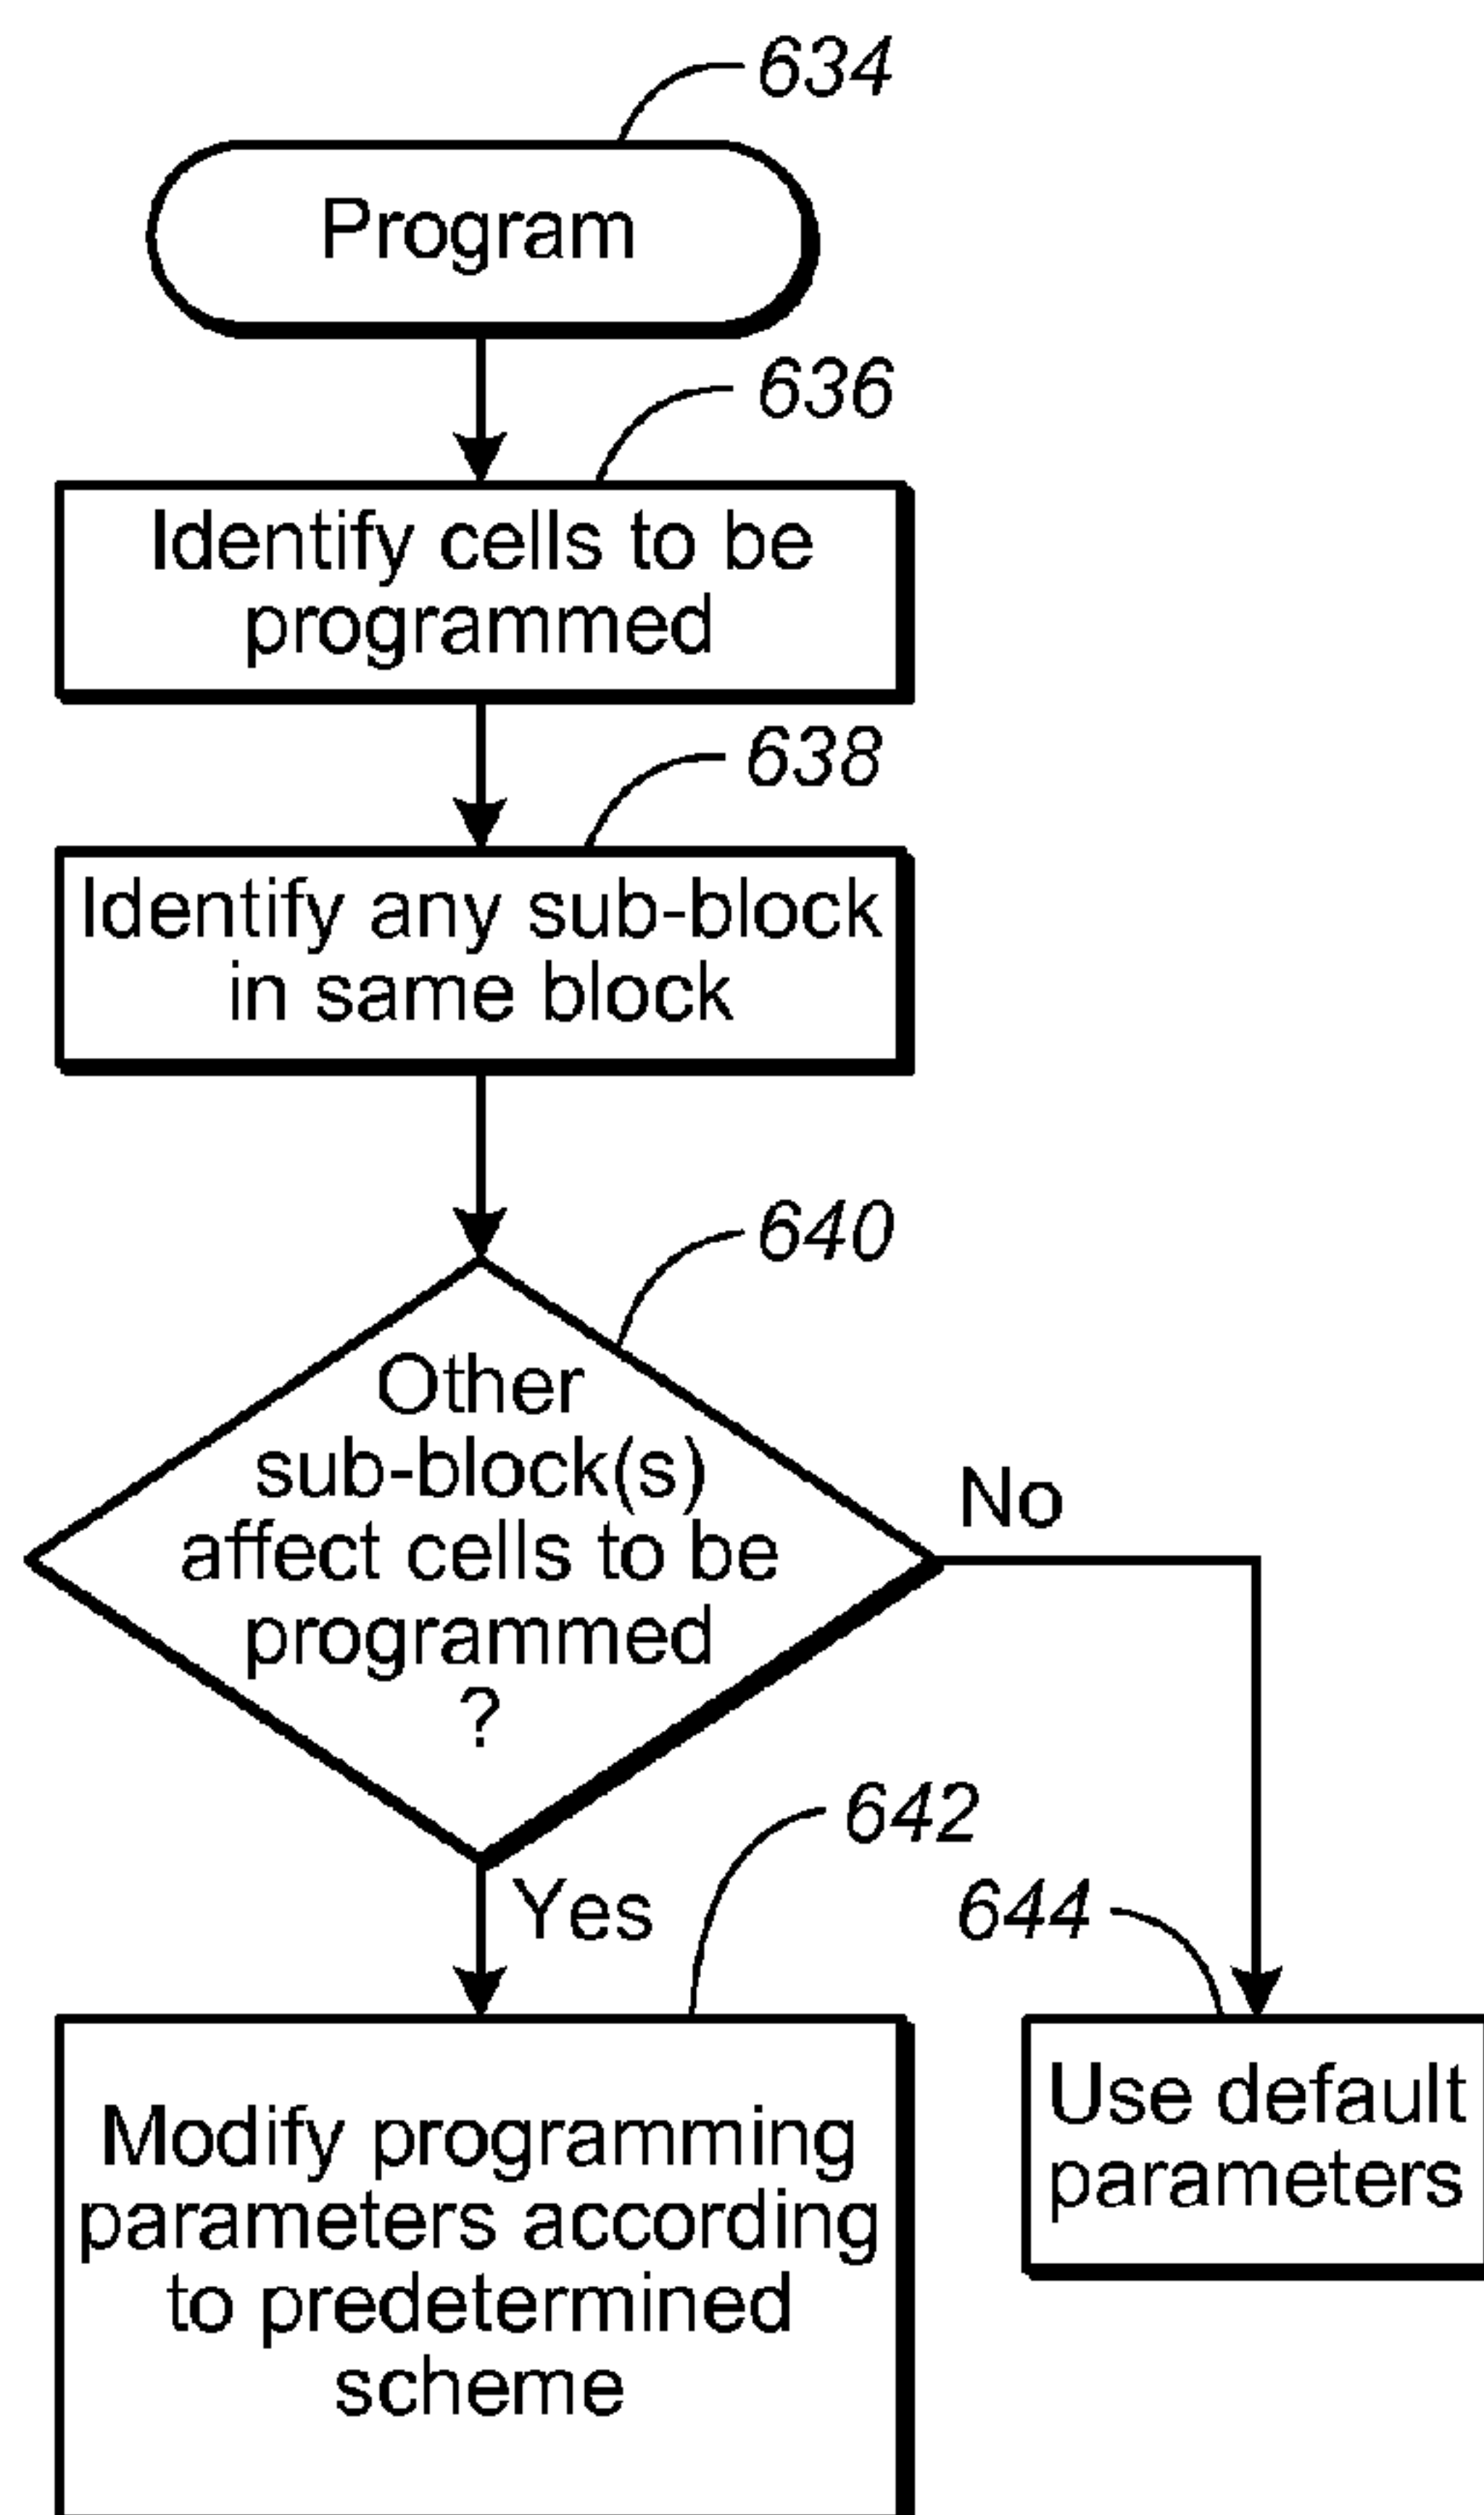 634
Program
636
Identify cells to be
programmed
638
Identify any sub-block
in same block
640
Other
sub-block(s)
affect cells to be
programmed
?
No
642
Yes
644
Modify programming
parameters according
to predetermined
scheme
Use default
parameters